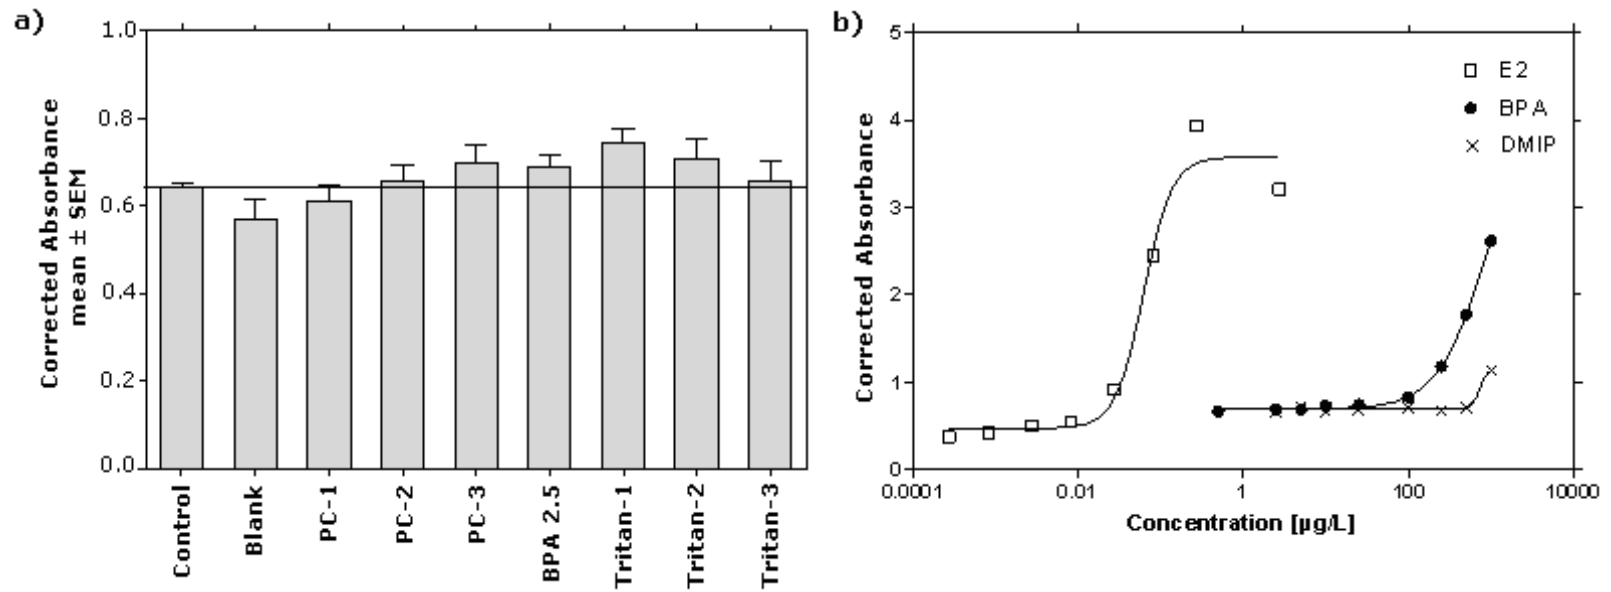 a)
Corrected Absorbance
mean ± SEM
1.0
0.8
0.6
0.4
0.2
0.0
Control
Blank
PC-1
PC-2
PC-3
BPA 2.5
Tritan-1
Tritan-2
Tritan-3
b)
Corrected Absorbance
5
4
3
2
1
0
E2
BPA
DMIP
0.0001
0.01
1
100
10000
Concentration [µg/L]